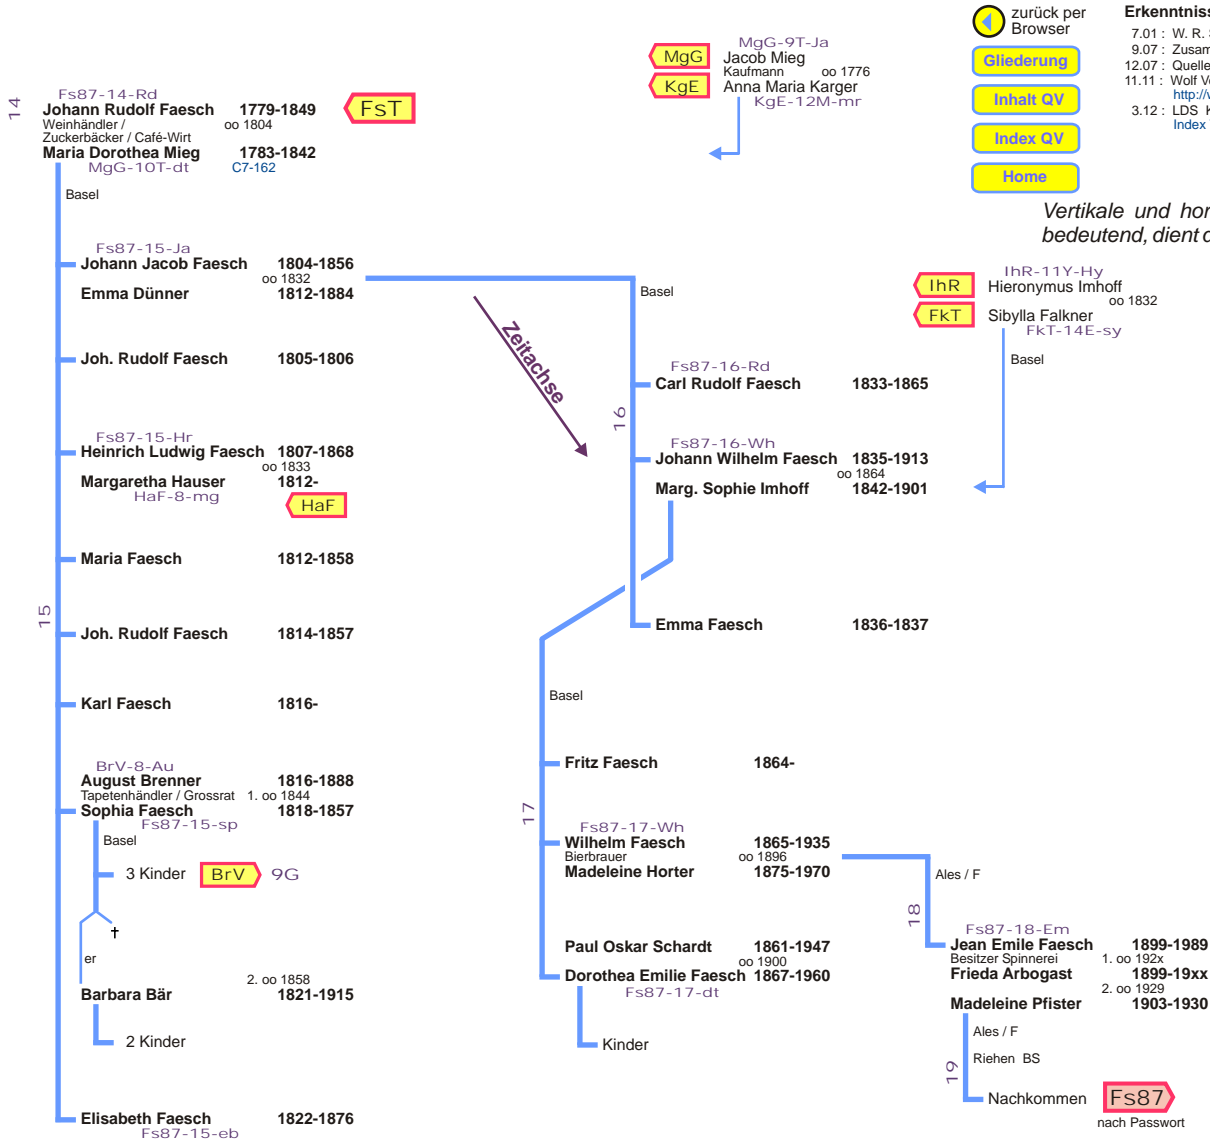 zurück per
Browser
Gliederung
Inhalt QV
Index QV
Home
7.01 : W. R.
9.07 :
12.07 :
11.11 : Wolf
3.12 : LDS
Index
Vertikale und
bedeutend, dient
MgG
KgE
MgG-9T-Ja
Jacob Mieg
Kaufmann oo 1776
Anna Maria Karger
KgE-12M-mr
14
Fs87-14-Rd
Johann Rudolf Faesch 1779-1849
FsT
Weinhändler / oo 1804
Zuckerbäcker / Café-Wirt
Maria Dorothea Mieg 1783-1842
MgG-10T-dt C7-162
Basel
Fs87-15-Ja
Johann Jacob Faesch 1804-1856
oo 1832
Emma Dünner 1812-1884
Joh. Rudolf Faesch 1805-1806
Fs87-15-Hr
Heinrich Ludwig Faesch 1807-1868
oo 1833
Margaretha Hauser 1812-
HaF-8-mg
HaF
Maria Faesch 1812-1858
15
Joh. Rudolf Faesch 1814-1857
Karl Faesch 1816-
BrV-8-Au
August Brenner 1816-1888
Tapetenhändler / Grossrat 1. oo 1844
Sophia Faesch 1818-1857
Fs87-15-sp
Basel
3 Kinder BrV 9G
†
er
2. oo 1858
Barbara Bär 1821-1915
2 Kinder
Elisabeth Faesch 1822-1876
Fs87-15-eb
Zeitachse
Basel
16
Fs87-16-Rd
Carl Rudolf Faesch 1833-1865
Fs87-16-Wh
Johann Wilhelm Faesch 1835-1913
oo 1864
Marg. Sophie Imhoff 1842-1901
Emma Faesch 1836-1837
IhR
FkT
IhR-11Y-Hy
Hieronymus Imhoff
oo 1832
Sibylla Falkner
FkT-14E-sy
Basel
Basel
17
Fritz Faesch 1864-
Fs87-17-Wh
Wilhelm Faesch 1865-1935
Bierbrauer oo 1896
Madeleine Horter 1875-1970
Paul Oskar Schardt 1861-1947
oo 1900
Dorothea Emilie Faesch 1867-1960
Fs87-17-dt
Kinder
Ales / F
18
Fs87-18-Em
Jean Emile Faesch 1899-1989
Besitzer Spinnerei 1. oo 192x
Frieda Arbogast 1899-19xx
2. oo 1929
Madeleine Pfister 1903-1930
Ales / F
Riehen BS
19
Nachkommen Fs87
nach Passwort